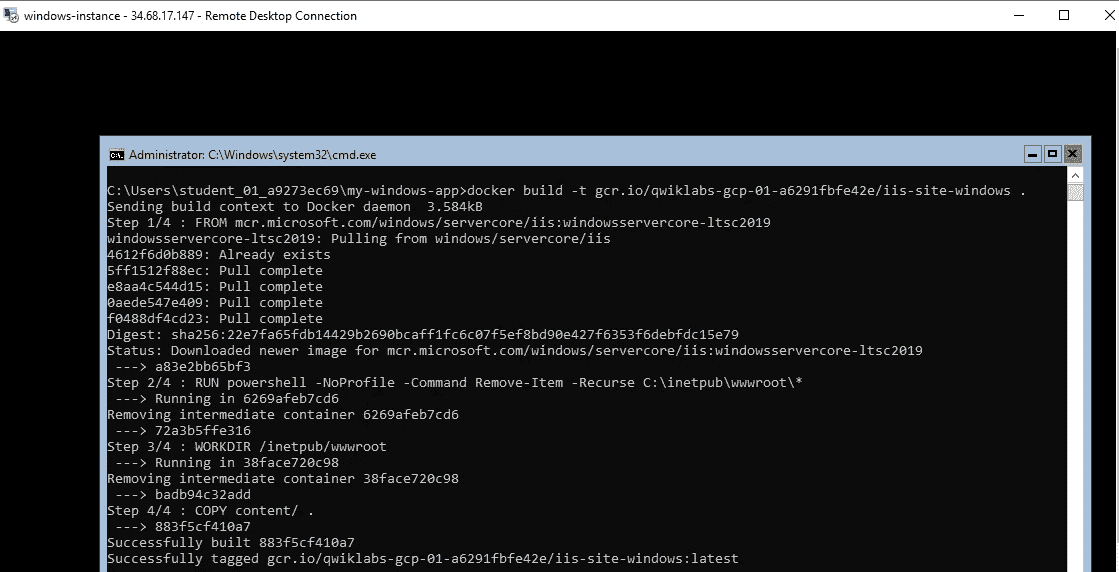 windows-instance - 34.68.17.147 - Remote Desktop Connection
Administrator: C:\Windows\system32\cmd.exe
C:\Users\student_01_a9273ec69\my-windows-app>docker build -t gcr.io/qwiklabs-gcp-01-a6291fbfe42e/iis-site-windows .
Sending build context to Docker daemon  3.584kB
Step 1/4 : FROM mcr.microsoft.com/windows/servercore/iis:windowsservercore-ltsc2019
windowsservercore-ltsc2019: Pulling from windows/servercore/iis
4612f6d0b889: Already exists
5ff1512f88ec: Pull complete
e8aa4c544d15: Pull complete
0aede547e409: Pull complete
f0488df4cd23: Pull complete
Digest: sha256:22e7fa65fdb14429b2690bcaff1fc6c07f5ef8bd90e427f6353f6debfdc15e79
Status: Downloaded newer image for mcr.microsoft.com/windows/servercore/iis:windowsservercore-ltsc2019
 ---> a83e2bb65bf3
Step 2/4 : RUN powershell -NoProfile -Command Remove-Item -Recurse C:\inetpub\wwwroot\*
 ---> Running in 6269afeb7cd6
Removing intermediate container 6269afeb7cd6
 ---> 72a3b5ffe316
Step 3/4 : WORKDIR /inetpub/wwwroot
 ---> Running in 38face720c98
Removing intermediate container 38face720c98
 ---> badb94c32add
Step 4/4 : COPY content/ .
 ---> 883f5cf410a7
Successfully built 883f5cf410a7
Successfully tagged gcr.io/qwiklabs-gcp-01-a6291fbfe42e/iis-site-windows:latest